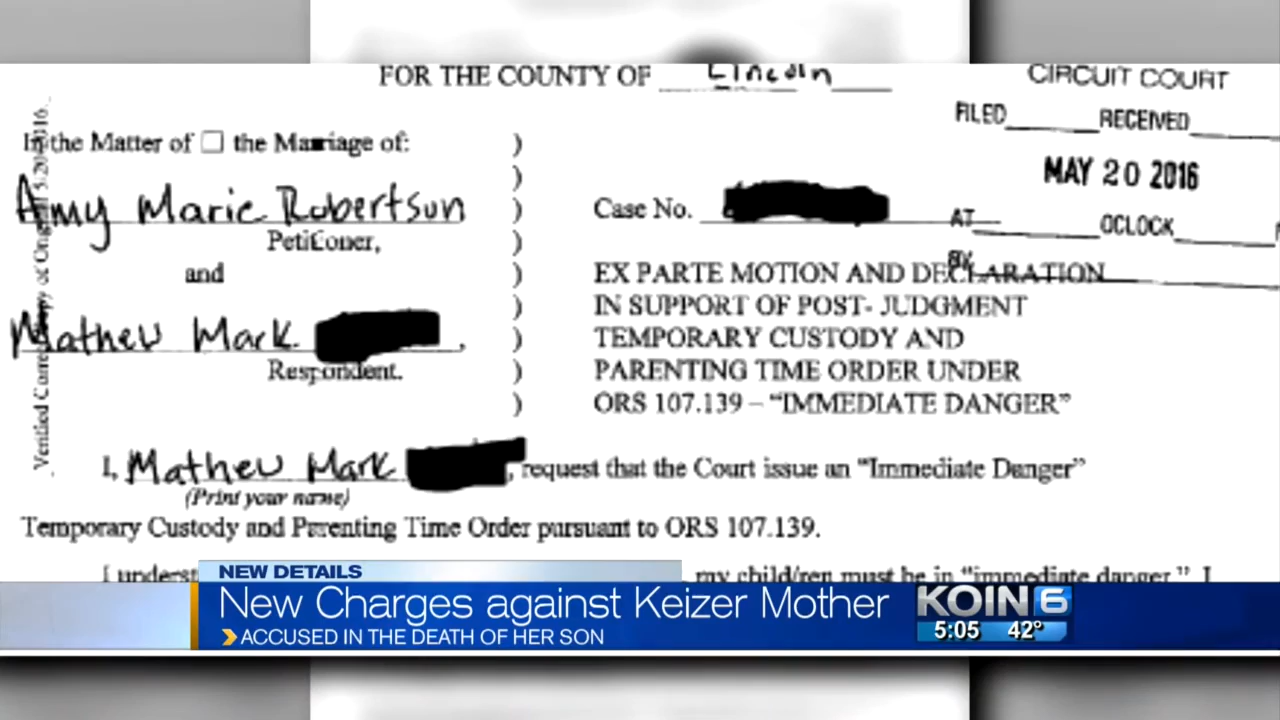 FOR THE COUNTY OF Lincoln
CIRCUIT COURT
FILED RECEIVED
MAY 20 2016
AT OCLOCK
BY
In the Matter of ☐ the Marriage of:
Amy Marie Robertson
Petitioner,
and
Mathew Mark ,
Respondent.
Case No.
EX PARTE MOTION AND DECLARATION
IN SUPPORT OF POST- JUDGMENT
TEMPORARY CUSTODY AND
PARENTING TIME ORDER UNDER
ORS 107.139 – “IMMEDIATE DANGER”
I, Mathew Mark , request that the Court issue an “Immediate Danger”
(Print your name)
Temporary Custody and Parenting Time Order pursuant to ORS 107.139.
my child/ren must be in “immediate danger.” I
NEW DETAILS
New Charges against Keizer Mother
ACCUSED IN THE DEATH OF HER SON
KOIN 6
5:05 42°